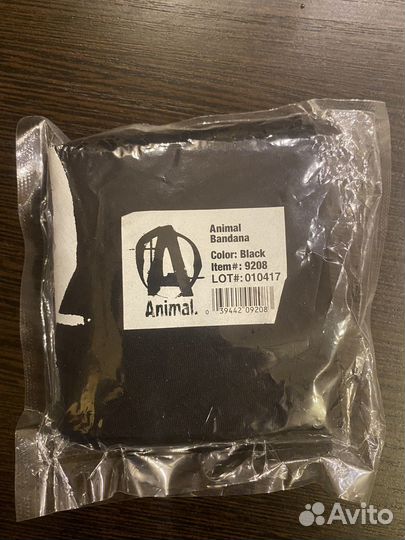 Animal
Bandana
Color: Black
Item#: 9208
LOT#: 010417
A
Animal.
0 39442 09208
Avito